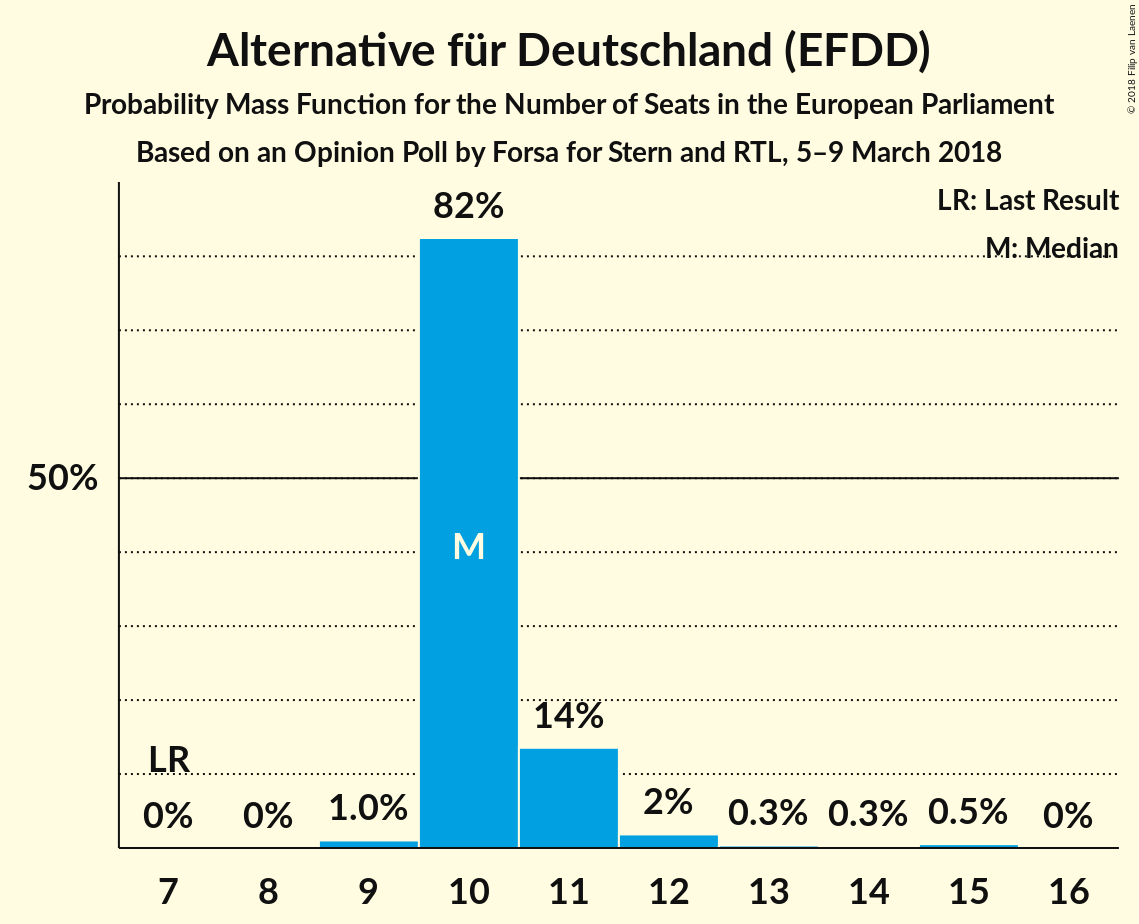 Alternative für Deutschland (EFDD)
Probability Mass Function for the Number of Seats in the European Parliament
Based on an Opinion Poll by Forsa for Stern and RTL, 5–9 March 2018
© 2018 Filip van Laenen
LR: Last Result
M: Median
82%
50%
M
14%
LR
0% 0% 1.0% 2% 0.3% 0.3% 0.5% 0%
7 8 9 10 11 12 13 14 15 16